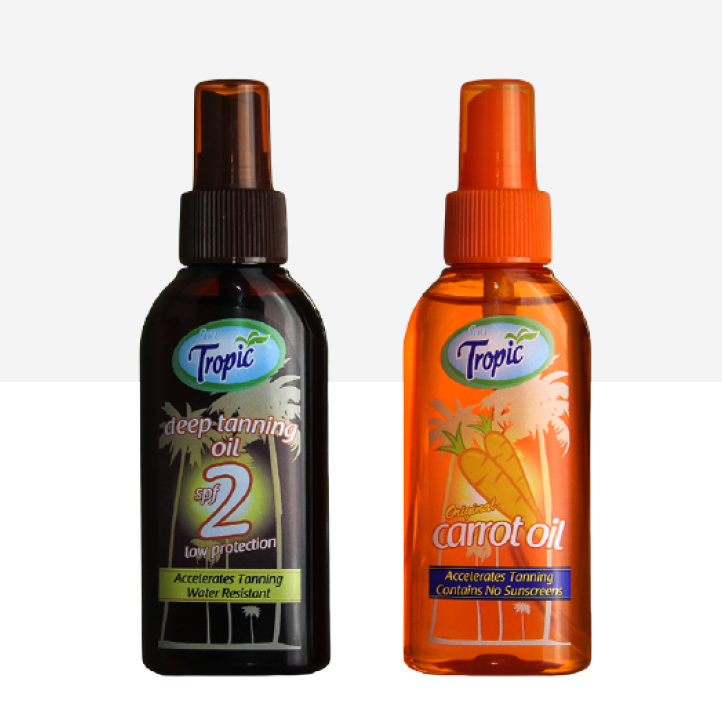 Tropic
deep tanning
oil
spf
2
low protection
Accelerates Tanning
Water Resistant
Tropic
Original
carrot oil
Accelerates Tanning
Contains No Sunscreens